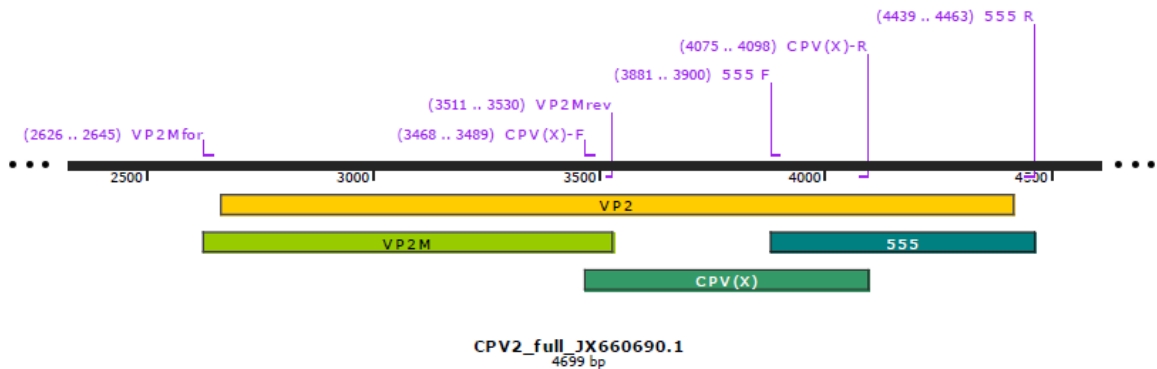 (4439 .. 4463) 555 R
(4075 .. 4098) CPV(X)-R
(3881 .. 3900) 555 F
(3511 .. 3530) VP2Mrev
(2626 .. 2645) VP2Mfor
(3468 .. 3489) CPV(X)-F
2500
3000
3500
4000
4500
VP2
VP2M
555
CPV(X)
CPV2_full_JX660690.1
4699 bp